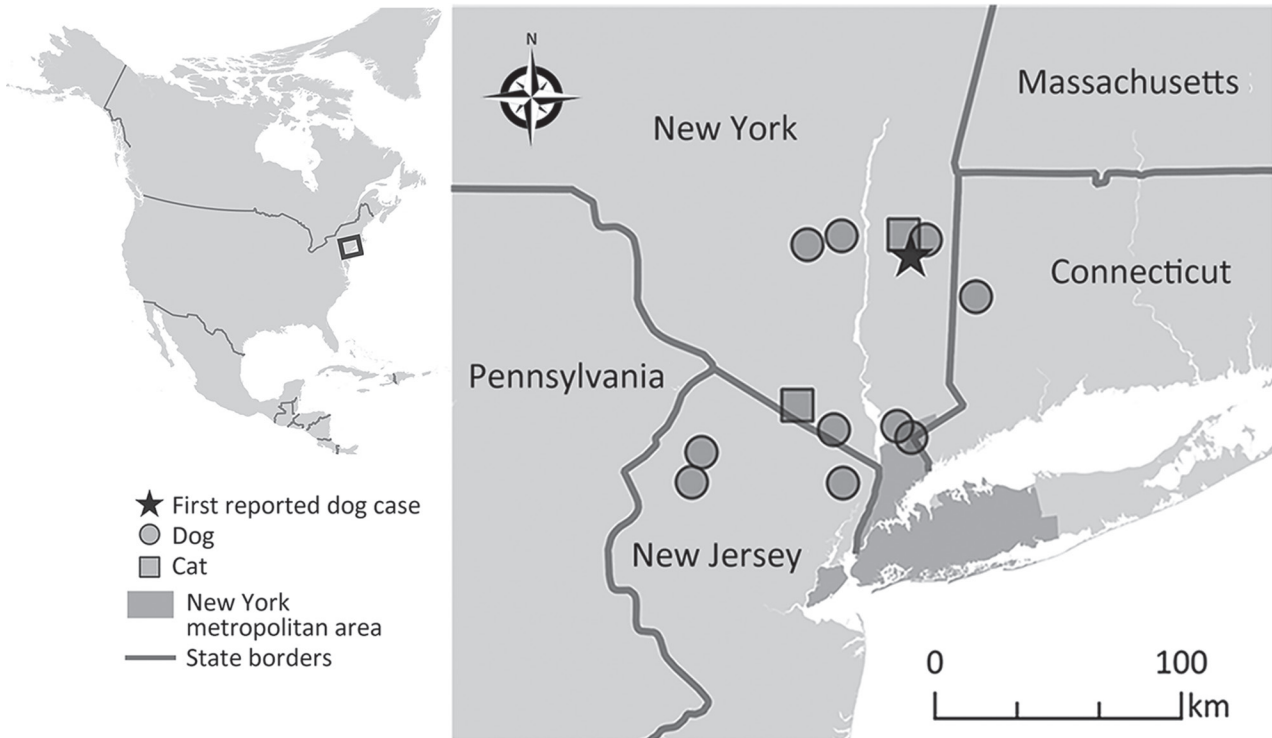 N
New York
Massachusetts
Connecticut
Pennsylvania
New Jersey
First reported dog case
Dog
Cat
New York
metropolitan area
State borders
0 100
km